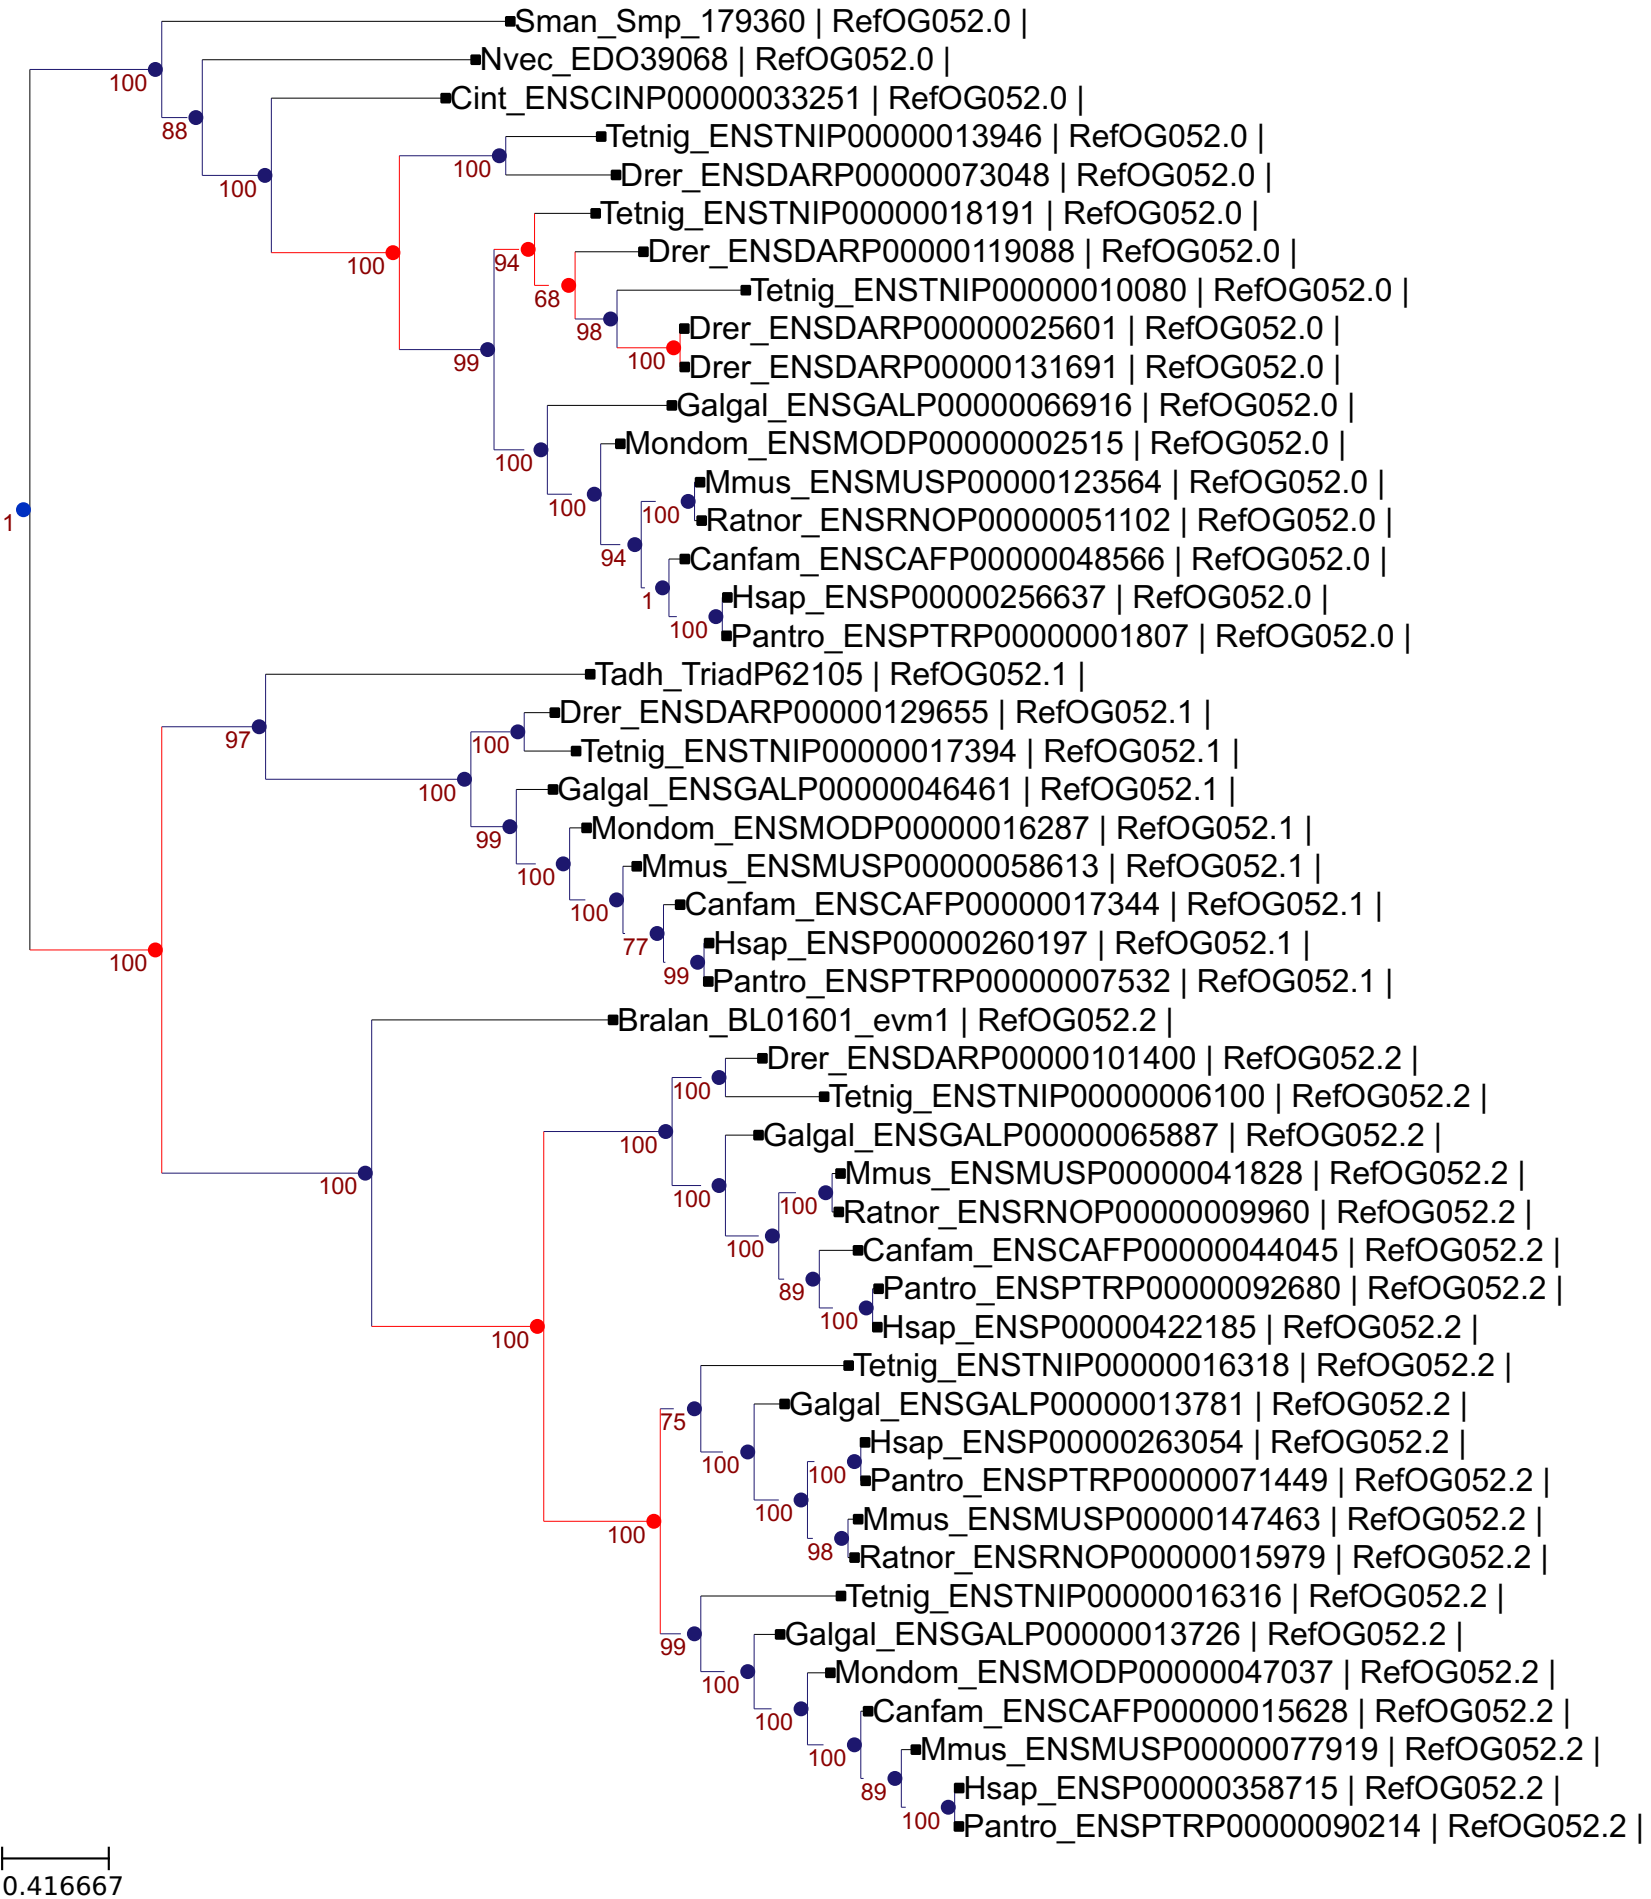 Sman_Smp_179360 | RefOG052.0 |
Nvec_EDO39068 | RefOG052.0 |
100
Cint_ENSCINP00000033251 | RefOG052.0 |
88
Tetnig_ENSTNIP00000013946 | RefOG052.0 |
100
Drer_ENSDARP00000073048 | RefOG052.0 |
100
Tetnig_ENSTNIP00000018191 | RefOG052.0 |
Drer_ENSDARP00000119088 | RefOG052.0 |
100
94
Tetnig_ENSTNIP00000010080 | RefOG052.0 |
68
Drer_ENSDARP00000025601 | RefOG052.0 |
98
100
Drer_ENSDARP00000131691 | RefOG052.0 |
99
Galgal_ENSGALP00000066916 | RefOG052.0 |
Mondom_ENSMODP00000002515 | RefOG052.0 |
100
Mmus_ENSMUSP00000123564 | RefOG052.0 |
100
100
Ratnor_ENSRNOP00000051102 | RefOG052.0 |
1
94
Canfam_ENSCAFP00000048566 | RefOG052.0 |
1
Hsap_ENSP00000256637 | RefOG052.0 |
100
Pantro_ENSPTRP00000001807 | RefOG052.0 |
Tadh_TriadP62105 | RefOG052.1 |
Drer_ENSDARP00000129655 | RefOG052.1 |
97
100
Tetnig_ENSTNIP00000017394 | RefOG052.1 |
100
Galgal_ENSGALP00000046461 | RefOG052.1 |
Mondom_ENSMODP00000016287 | RefOG052.1 |
99
Mmus_ENSMUSP00000058613 | RefOG052.1 |
100
Canfam_ENSCAFP00000017344 | RefOG052.1 |
100
Hsap_ENSP00000260197 | RefOG052.1 |
77
100
99
Pantro_ENSPTRP00000007532 | RefOG052.1 |
Bralan_BL01601_evm1 | RefOG052.2 |
Drer_ENSDARP00000101400 | RefOG052.2 |
100
Tetnig_ENSTNIP00000006100 | RefOG052.2 |
Galgal_ENSGALP00000065887 | RefOG052.2 |
100
Mmus_ENSMUSP00000041828 | RefOG052.2 |
100
100
100
Ratnor_ENSRNOP00000009960 | RefOG052.2 |
100
Canfam_ENSCAFP00000044045 | RefOG052.2 |
Pantro_ENSPTRP00000092680 | RefOG052.2 |
89
100
Hsap_ENSP00000422185 | RefOG052.2 |
100
Tetnig_ENSTNIP00000016318 | RefOG052.2 |
Galgal_ENSGALP00000013781 | RefOG052.2 |
75
Hsap_ENSP00000263054 | RefOG052.2 |
100
100
Pantro_ENSPTRP00000071449 | RefOG052.2 |
100
Mmus_ENSMUSP00000147463 | RefOG052.2 |
100
98
Ratnor_ENSRNOP00000015979 | RefOG052.2 |
Tetnig_ENSTNIP00000016316 | RefOG052.2 |
Galgal_ENSGALP00000013726 | RefOG052.2 |
99
Mondom_ENSMODP00000047037 | RefOG052.2 |
100
Canfam_ENSCAFP00000015628 | RefOG052.2 |
100
Mmus_ENSMUSP00000077919 | RefOG052.2 |
100
Hsap_ENSP00000358715 | RefOG052.2 |
89
100
Pantro_ENSPTRP00000090214 | RefOG052.2 |
0.416667